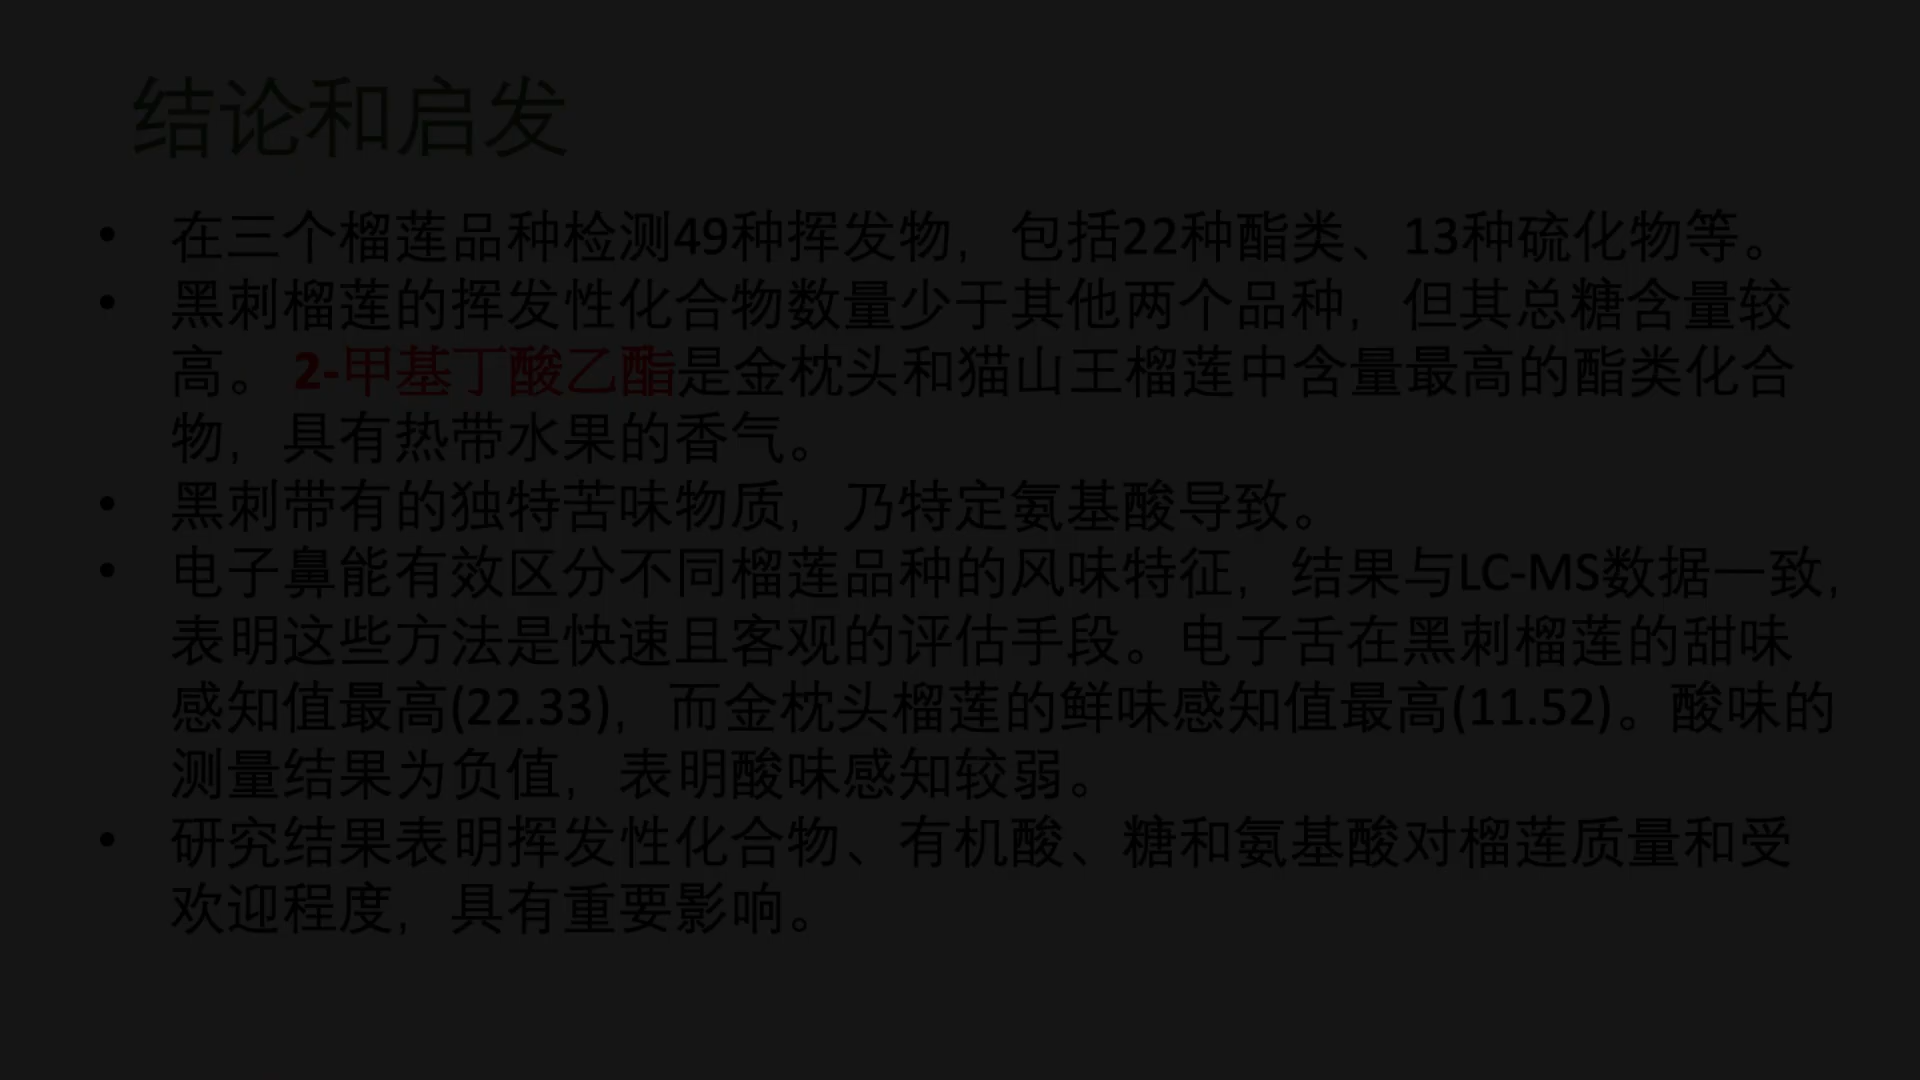 结论和启发
• 在三个榴莲品种检测49种挥发物，包括22种酯类、13种硫化物等。
• 黑刺榴莲的挥发性化合物数量少于其他两个品种，但其总糖含量较
高。2-甲基丁酸乙酯是金枕头和猫山王榴莲中含量最高的酯类化合
物，具有热带水果的香气。
• 黑刺带有的独特苦味物质，乃特定氨基酸导致。
• 电子鼻能有效区分不同榴莲品种的风味特征，结果与LC-MS数据一致，
表明这些方法是快速且客观的评估手段。电子舌在黑刺榴莲的甜味
感知值最高(22.33)，而金枕头榴莲的鲜味感知值最高(11.52)。酸味的
测量结果为负值，表明酸味感知较弱。
• 研究结果表明挥发性化合物、有机酸、糖和氨基酸对榴莲质量和受
欢迎程度，具有重要影响。